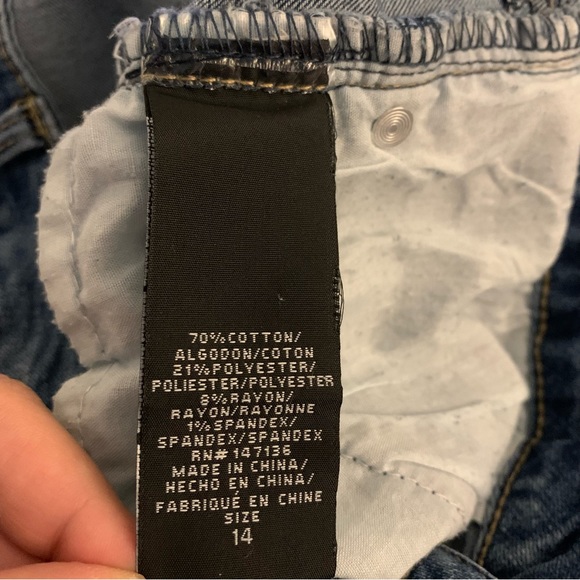 70% COTTON/
ALGODON/COTON
21% POLYESTER/
POLIESTER/POLYESTER
8% RAYON/
RAYON/RAYONNE
1% SPANDEX/
SPANDEX/SPANDEX
RN# 147136
MADE IN CHINA/
HECHO EN CHINA/
FABRIQUÉ EN CHINE
SIZE
14